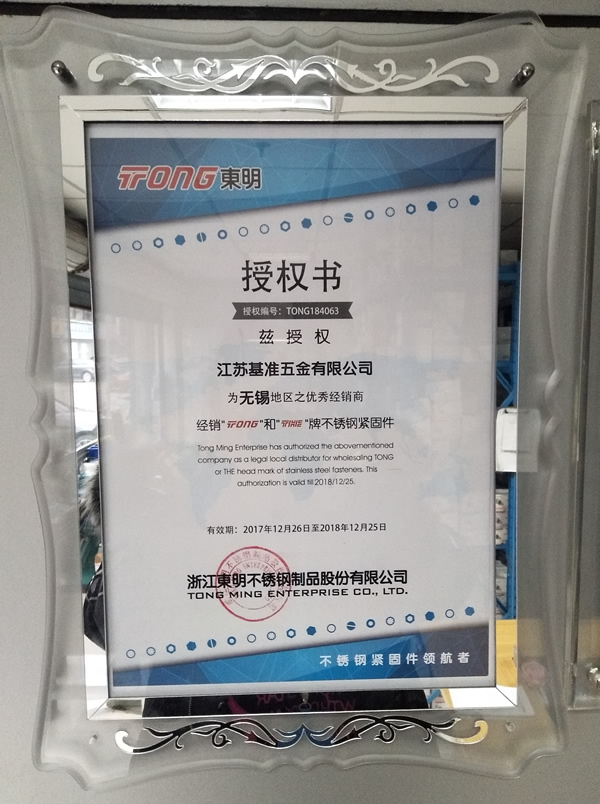 TONG 東明
授权书
授权编号：TONG184063
兹授权
江苏基准五金有限公司
为无锡地区之优秀经销商
经销"TONG"和"THE"牌不锈钢紧固件
Tong Ming Enterprise has authorized the abovementioned
company as a legal local distributor for wholesaling TONG
or THE head mark of stainless steel fasteners. This
authorization is valid till 2018/12/25.
有效期：2017年12月26日至2018年12月25日
浙江東明不锈钢制品股份有限公司
TONG MING ENTERPRISE CO., LTD.
不锈钢紧固件领航者